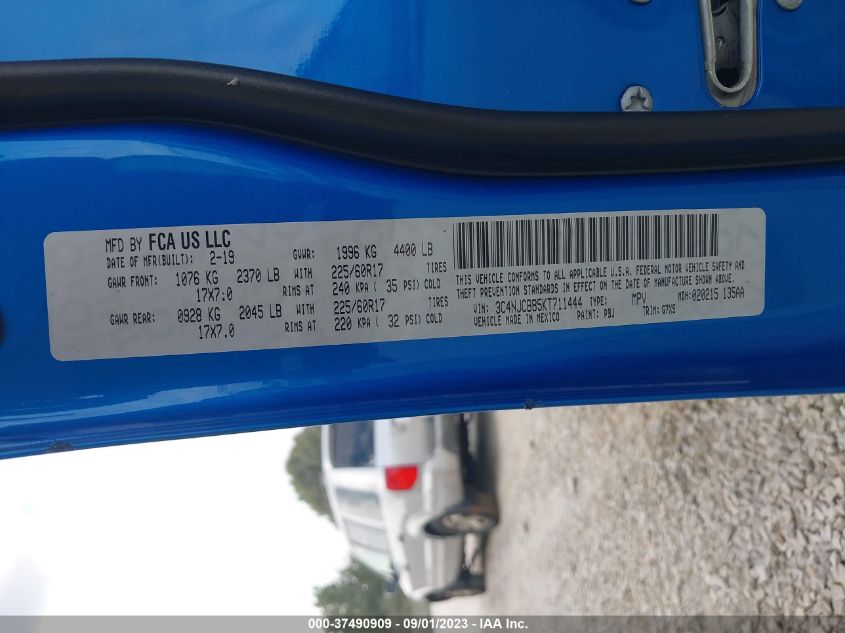 MFD BY FCA US LLC
DATE OF MFR(BUILT): 2-19 GVWR: 1996 KG 4400 LB
GAWR FRONT: 1076 KG 2370 LB WITH 225/60R17 TIRES
17X7.0 RIMS AT 240 KPA ( 35 PSI) COLD
GAWR REAR: 0928 KG 2045 LB WITH 225/60R17 TIRES
17X7.0 RIMS AT 220 KPA ( 32 PSI) COLD
THIS VEHICLE CONFORMS TO ALL APPLICABLE U.S.A. FEDERAL MOTOR VEHICLE SAFETY, BUMPER, AND
THEFT PREVENTION STANDARDS IN EFFECT ON THE DATE OF MANUFACTURE SHOWN ABOVE.
VIN: 3C4NJCBB5KT711444 TYPE: MPV MDH: 020215 135AA
VEHICLE MADE IN MEXICO PAINT: PBJ TRIM: G7XS
000-37490909 - 09/01/2023 - IAA Inc.